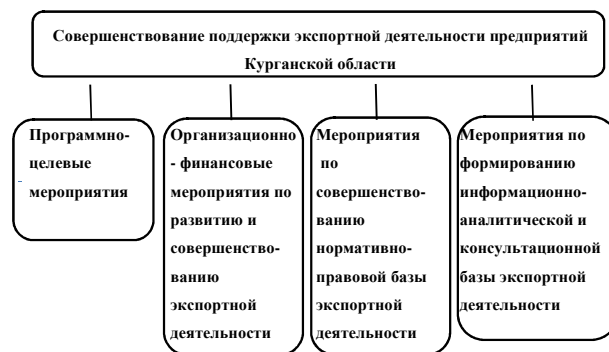 Совершенствование поддержки экспортной деятельности предприятий
Курганской области
Программно-
целевые
мероприятия
Организационно
- финансовые
мероприятия по
развитию и
совершенство-
ванию
экспортной
деятельности
Мероприятия
по
совершенство-
ванию
нормативно-
правовой базы
экспортной
деятельности
Мероприятия по
формированию
информационно-
аналитической и
консультационной
базы экспортной
деятельности